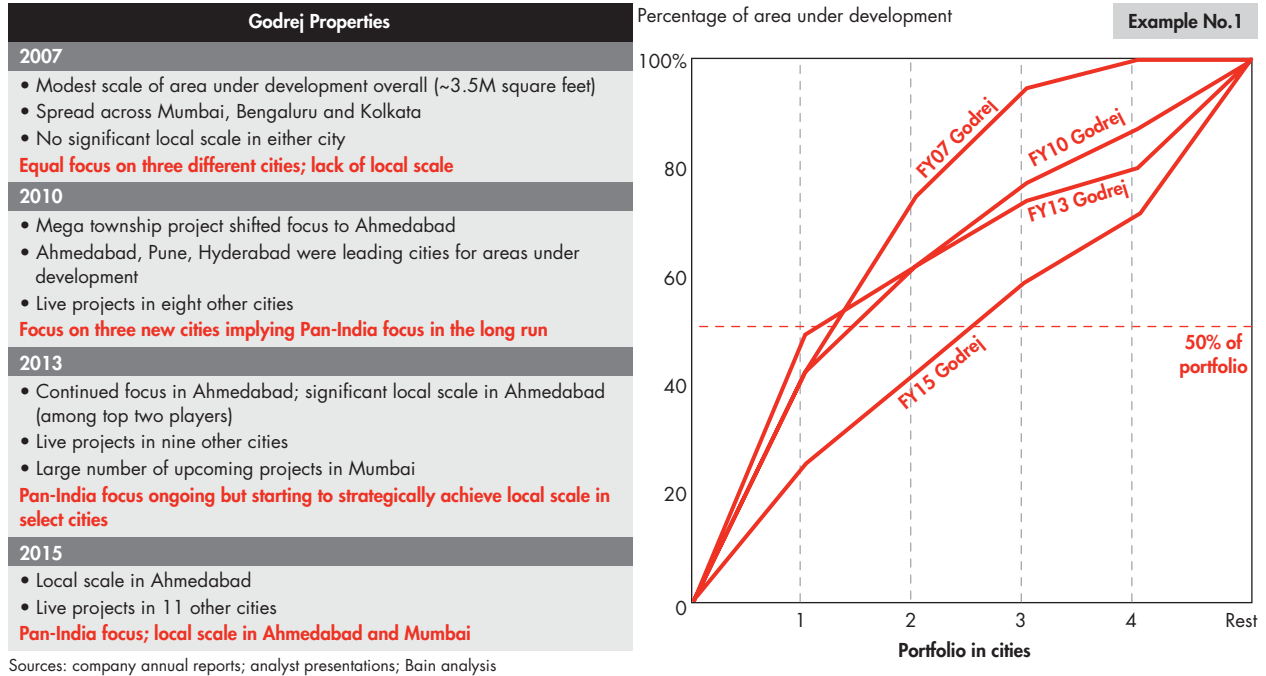 Godrej Properties
2007
• Modest scale of area under development overall (~3.5M square feet)
• Spread across Mumbai, Bengaluru and Kolkata
• No significant local scale in either city
Equal focus on three different cities; lack of local scale
2010
• Mega township project shifted focus to Ahmedabad
• Ahmedabad, Pune, Hyderabad were leading cities for areas under
development
• Live projects in eight other cities
Focus on three new cities implying Pan-India focus in the long run
2013
• Continued focus in Ahmedabad; significant local scale in Ahmedabad
(among top two players)
• Live projects in nine other cities
• Large number of upcoming projects in Mumbai
Pan-India focus ongoing but starting to strategically achieve local scale in
select cities
2015
• Local scale in Ahmedabad
• Live projects in 11 other cities
Pan-India focus; local scale in Ahmedabad and Mumbai
Sources: company annual reports; analyst presentations; Bain analysis
Percentage of area under development
Example No.1
100%
80
60
40
20
0
FY07 Godrej
FY10 Godrej
FY13 Godrej
FY15 Godrej
50% of
portfolio
1
2
3
4
Rest
Portfolio in cities